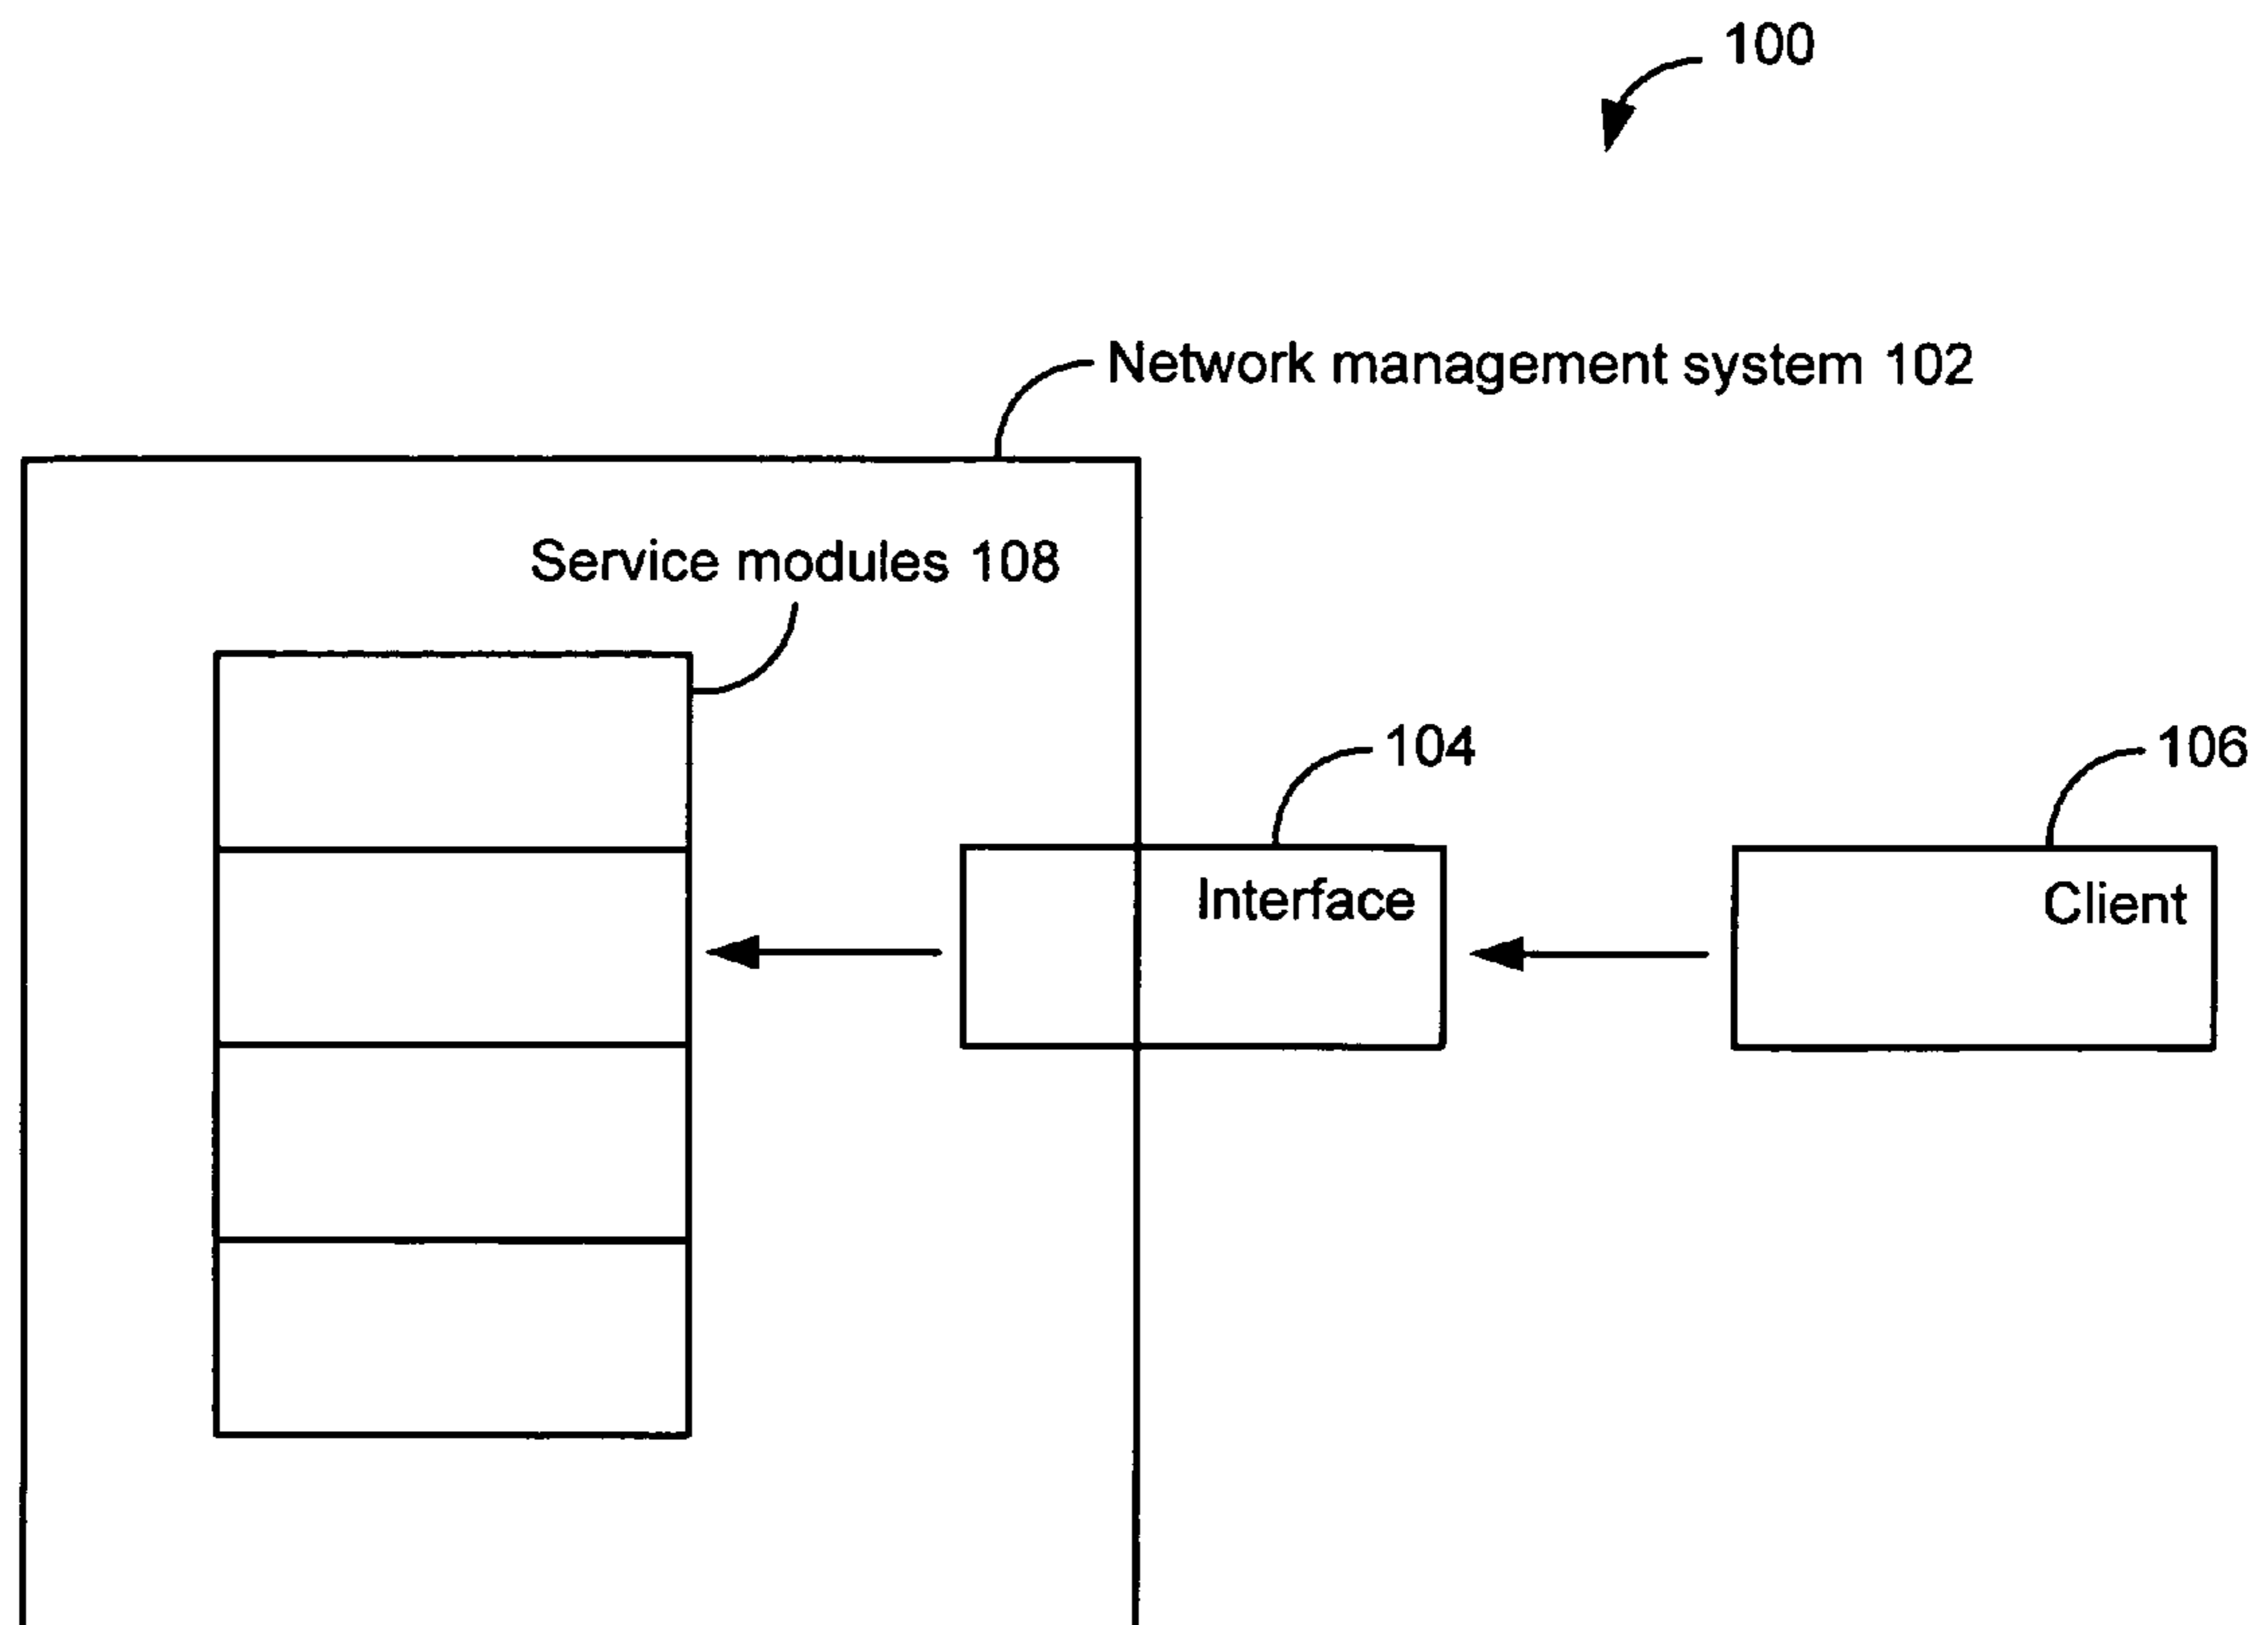 100
Network management system 102
Service modules 108
104
106
Interface
Client